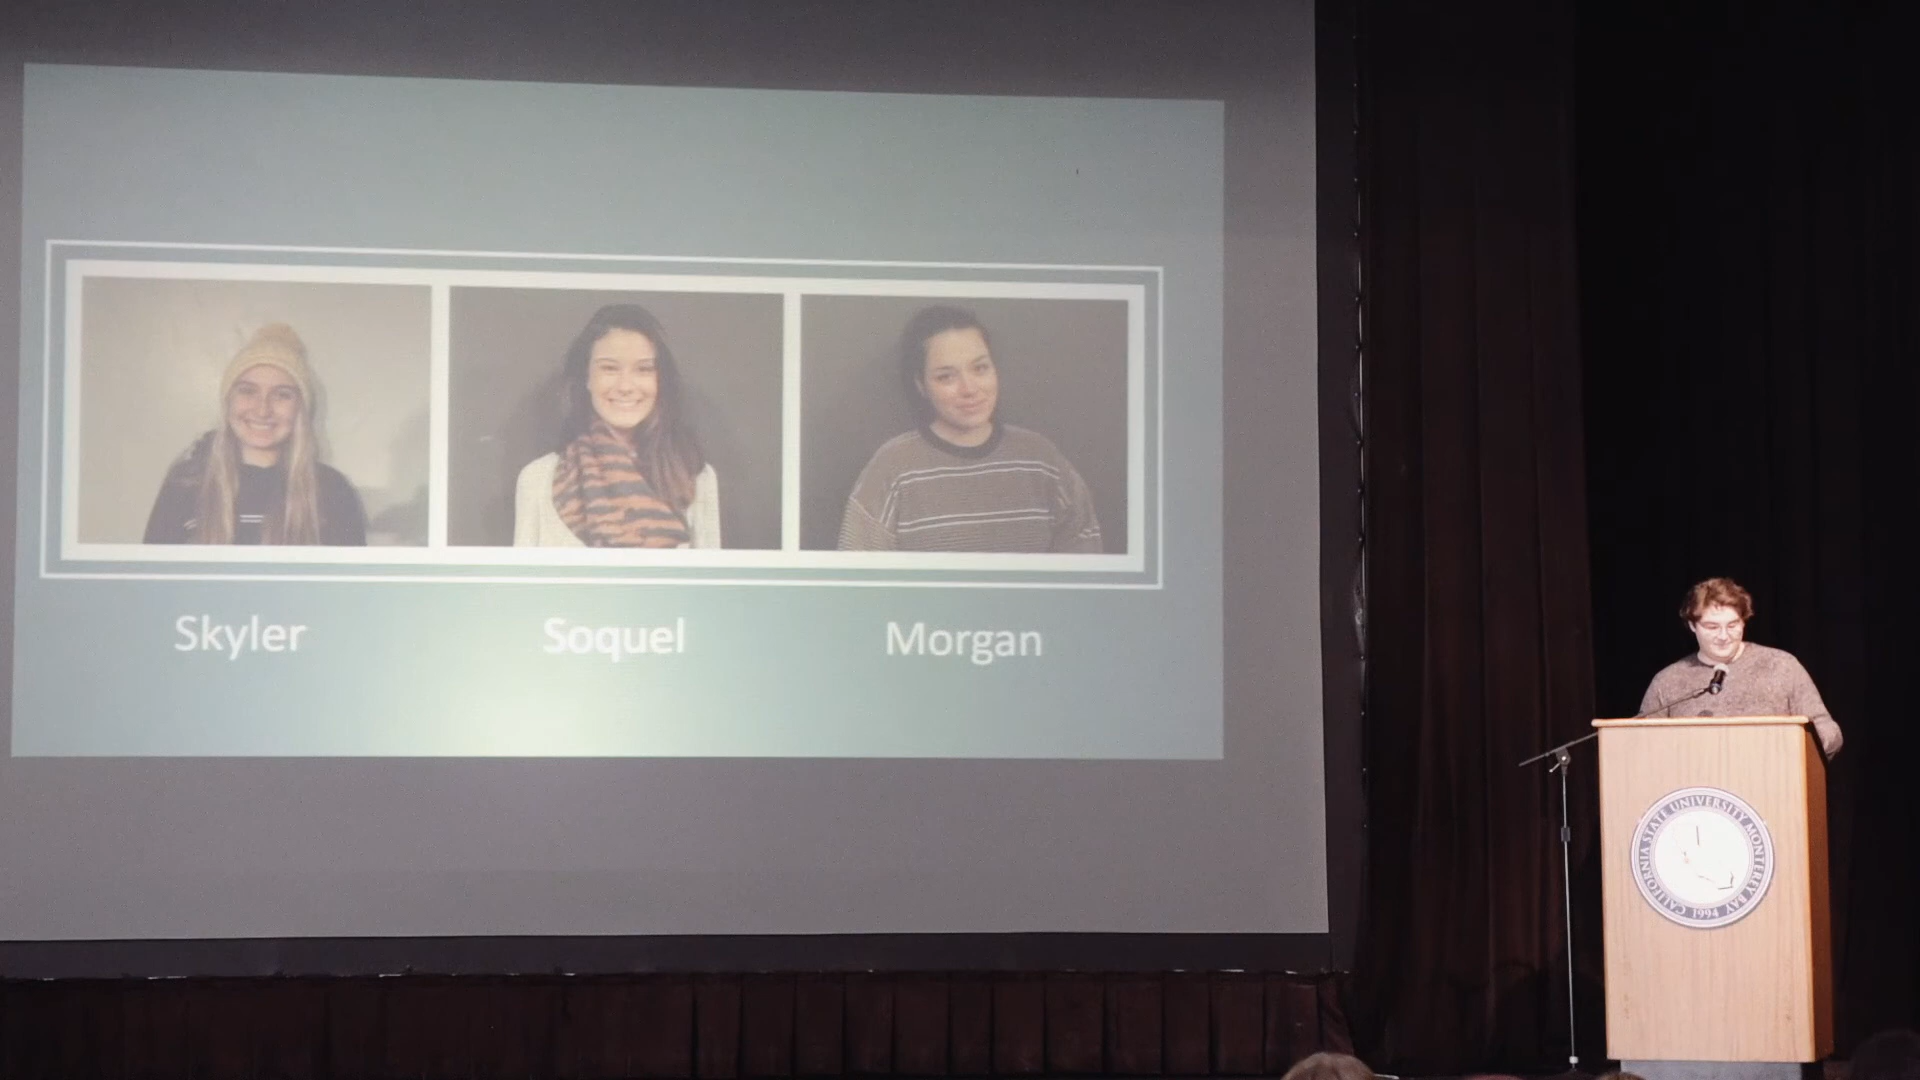 Skyler
Soquel
Morgan
CALIFORNIA STATE UNIVERSITY MONTEREY BAY
1994